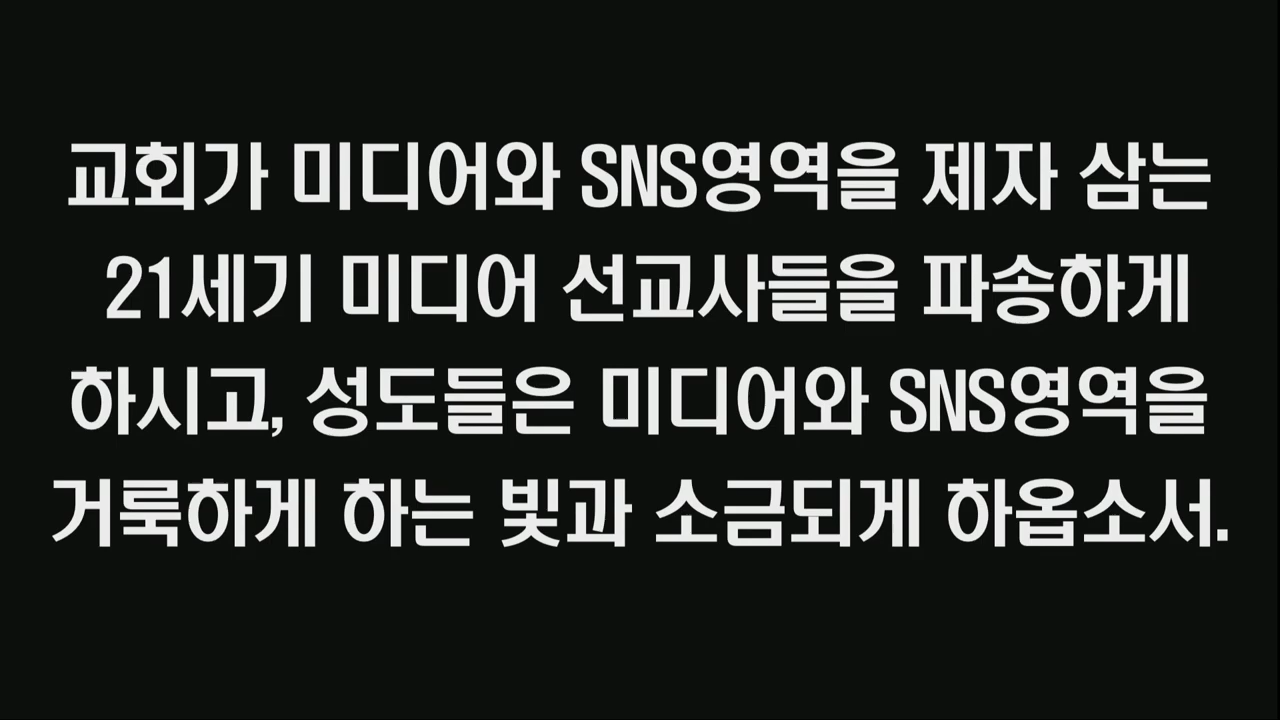 교회가 미디어와 SNS영역을 제자 삼는
21세기 미디어 선교사들을 파송하게
하시고, 성도들은 미디어와 SNS영역을
거룩하게 하는 빛과 소금되게 하옵소서.